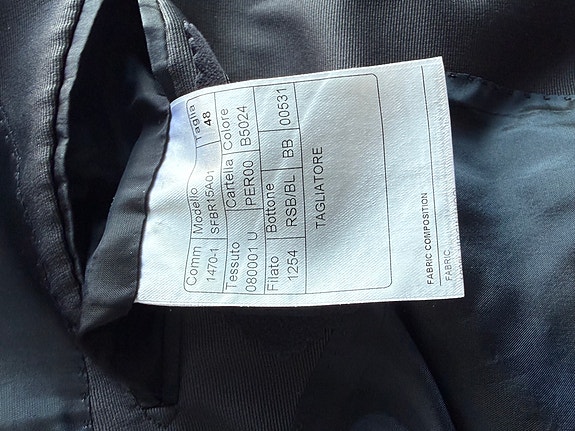 Comm Modello Taglia
1470-1 SFBR15A01 48
Tessuto Cartella Colore
080001 U PER00 B5024
Filato Bottone
1254 RSB/BL BB 00531
TAGLIATORE
FABRIC COMPOSITION
FABRIC